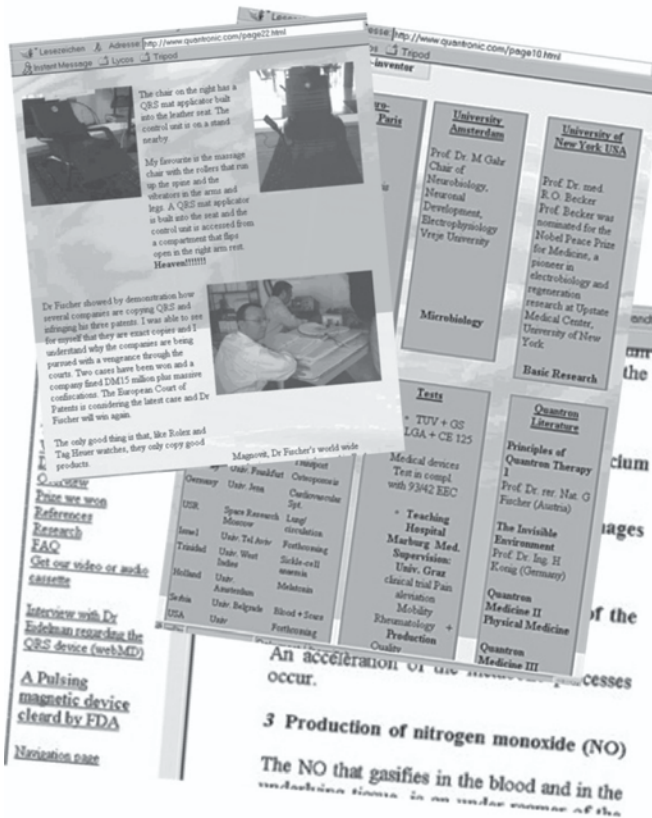 Lesezeichen Adresse http://www.quantronic.com/page22.html
Instant Message Lycos Tripod
The chair on the right has a
QRS mat applicator built
into the leather seat. The
control unit is on a stand
nearby.
My favourite is the massage
chair with the rollers that run
up the spine and the
vibrators in the arms and
legs. A QRS mat applicator
is built into the seat and the
control unit is accessed from
a compartment that flips
open in the right arm rest.
Heaven!!!!!!!
Dr Fischer showed by demonstration how
several companies are copying QRS and
infringing his three patents. I was able to see
for myself that they are exact copies and I
understand why the companies are being
pursued with a vengeance through the
courts. Two cases have been won and a
company fined DM15 million plus massive
confiscations. The European Court of
Patents is considering the latest case and Dr
Fischer will win again.
The only good thing is that, like Rolex and
Tag Heuer watches, they only copy good
products.
Magnovit, Dr Fischer's world wide
http://www.quantronic.com/page10.html
Tripod
-inventor
Paris
University
Amsterdam
Prof. Dr. M Gahr
Chair of
Neurobiology,
Neuronal
Development,
Electrophysiology
Vreje University
Microbiology
University of
New York USA
Prof. Dr. med.
R.O. Becker
Prof. Becker was
nominated for the
Nobel Peace Prize
for Medicine, a
pioneer in
electrobiology and
regeneration
research at Upstate
Medical Center,
University of New
York
Basic Research
Germany Univ. Frankfurt Osteoporosis
Univ. Jena Cardiovascular
Spt.
USR Space Research Lung/
Moscow circulation
Israel Univ. Tel Aviv Forthcoming
Trinidad Univ. West Sickle-cell
Indies anaemia
Holland Univ. Melatonin
Amsterdam
Serbia Univ. Belgrade Blood + Scars
USA Univ Forthcoming
Tests
+ TUV + GS
LGA + CE 125
Medical devices
Test in compl.
with 93/42 EEC
+ Teaching
Hospital
Marburg Med.
Supervision:
Univ. Graz
clinical trial Pain
aleviation
Mobility
Rheumatology +
Production
Quality
Quantron
Literature
Principles of
Quantron Therapy
1
Prof. Dr. rer. Nat. G
Fischer (Austria)
The Invisible
Environment
Prof. Dr. Ing. H
Konig (Germany)
Quantron
Medicine II
Physical Medicine
Quantron
Medicine III
Overview
Prize we won
References
Research
FAQ
Get our video or audio
cassette
Interview with Dr
Edelman regarding the
QRS device (webMD)
A Pulsing
magnetic device
cleard by FDA
Navigation page
the
cium
ages
of the
An acceleration of the
cesses
occur.
3 Production of nitrogen monoxide (NO)
The NO that gasifies in the blood and in the